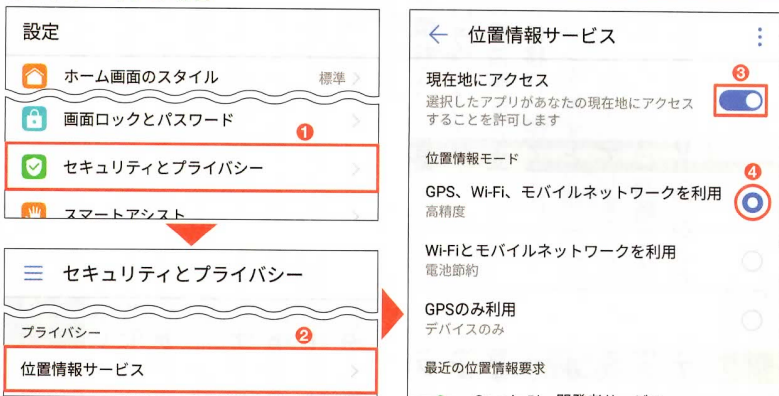 設定
ホーム画面のスタイル 標準
画面ロックとパスワード
❶
セキュリティとプライバシー
スマートアシスト
セキュリティとプライバシー
プライバシー
❷
位置情報サービス
位置情報サービス
現在地にアクセス
❸
選択したアプリがあなたの現在地にアクセス
することを許可します
位置情報モード
❹
GPS、Wi-Fi、モバイルネットワークを利用
高精度
Wi-Fiとモバイルネットワークを利用
電池節約
GPSのみ利用
デバイスのみ
最近の位置情報要求